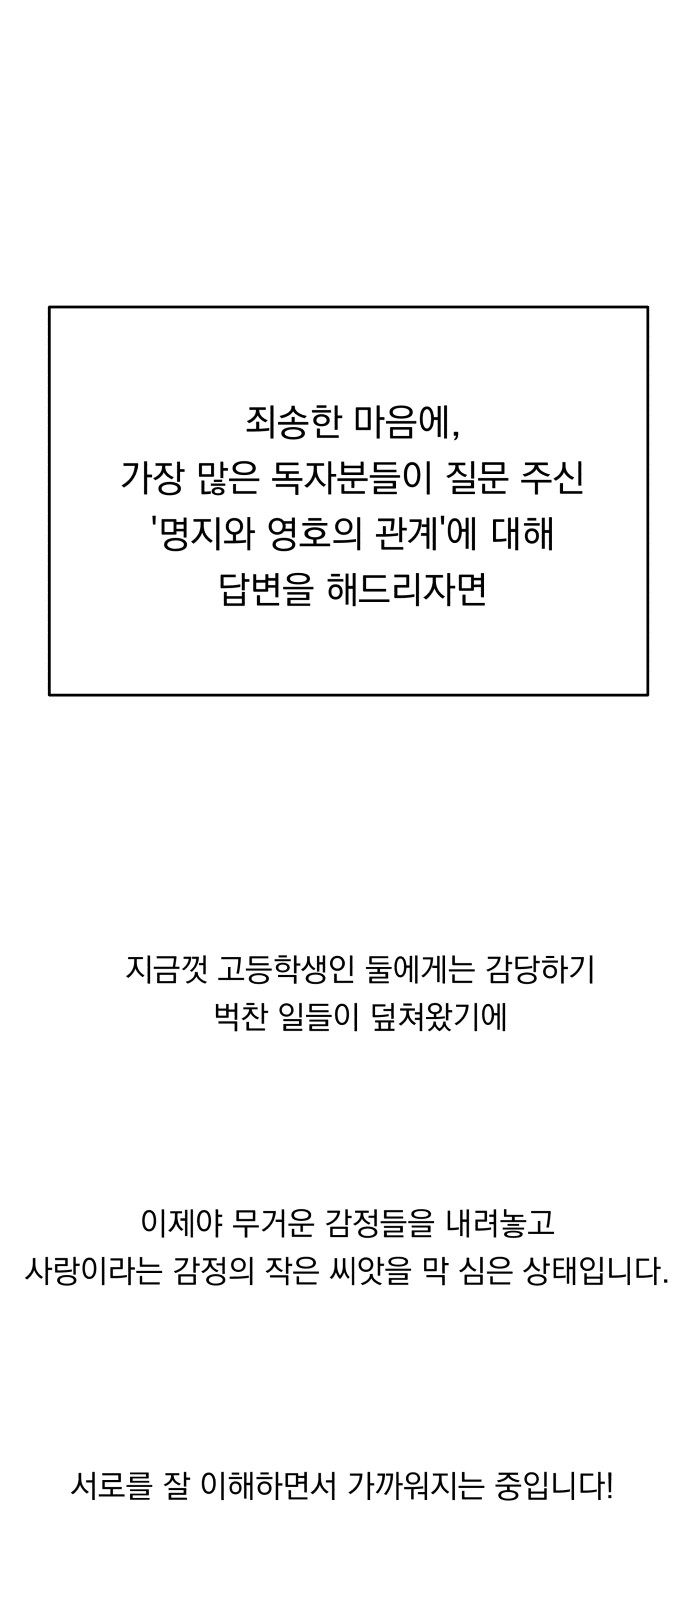 죄송한 마음에,
가장 많은 독자분들이 질문 주신
'명지와 영호의 관계'에 대해
답변을 해드리자면
지금껏 고등학생인 둘에게는 감당하기
벅찬 일들이 덮쳐왔기에
이제야 무거운 감정들을 내려놓고
사랑이라는 감정의 작은 씨앗을 막 심은 상태입니다.
서로를 잘 이해하면서 가까워지는 중입니다!